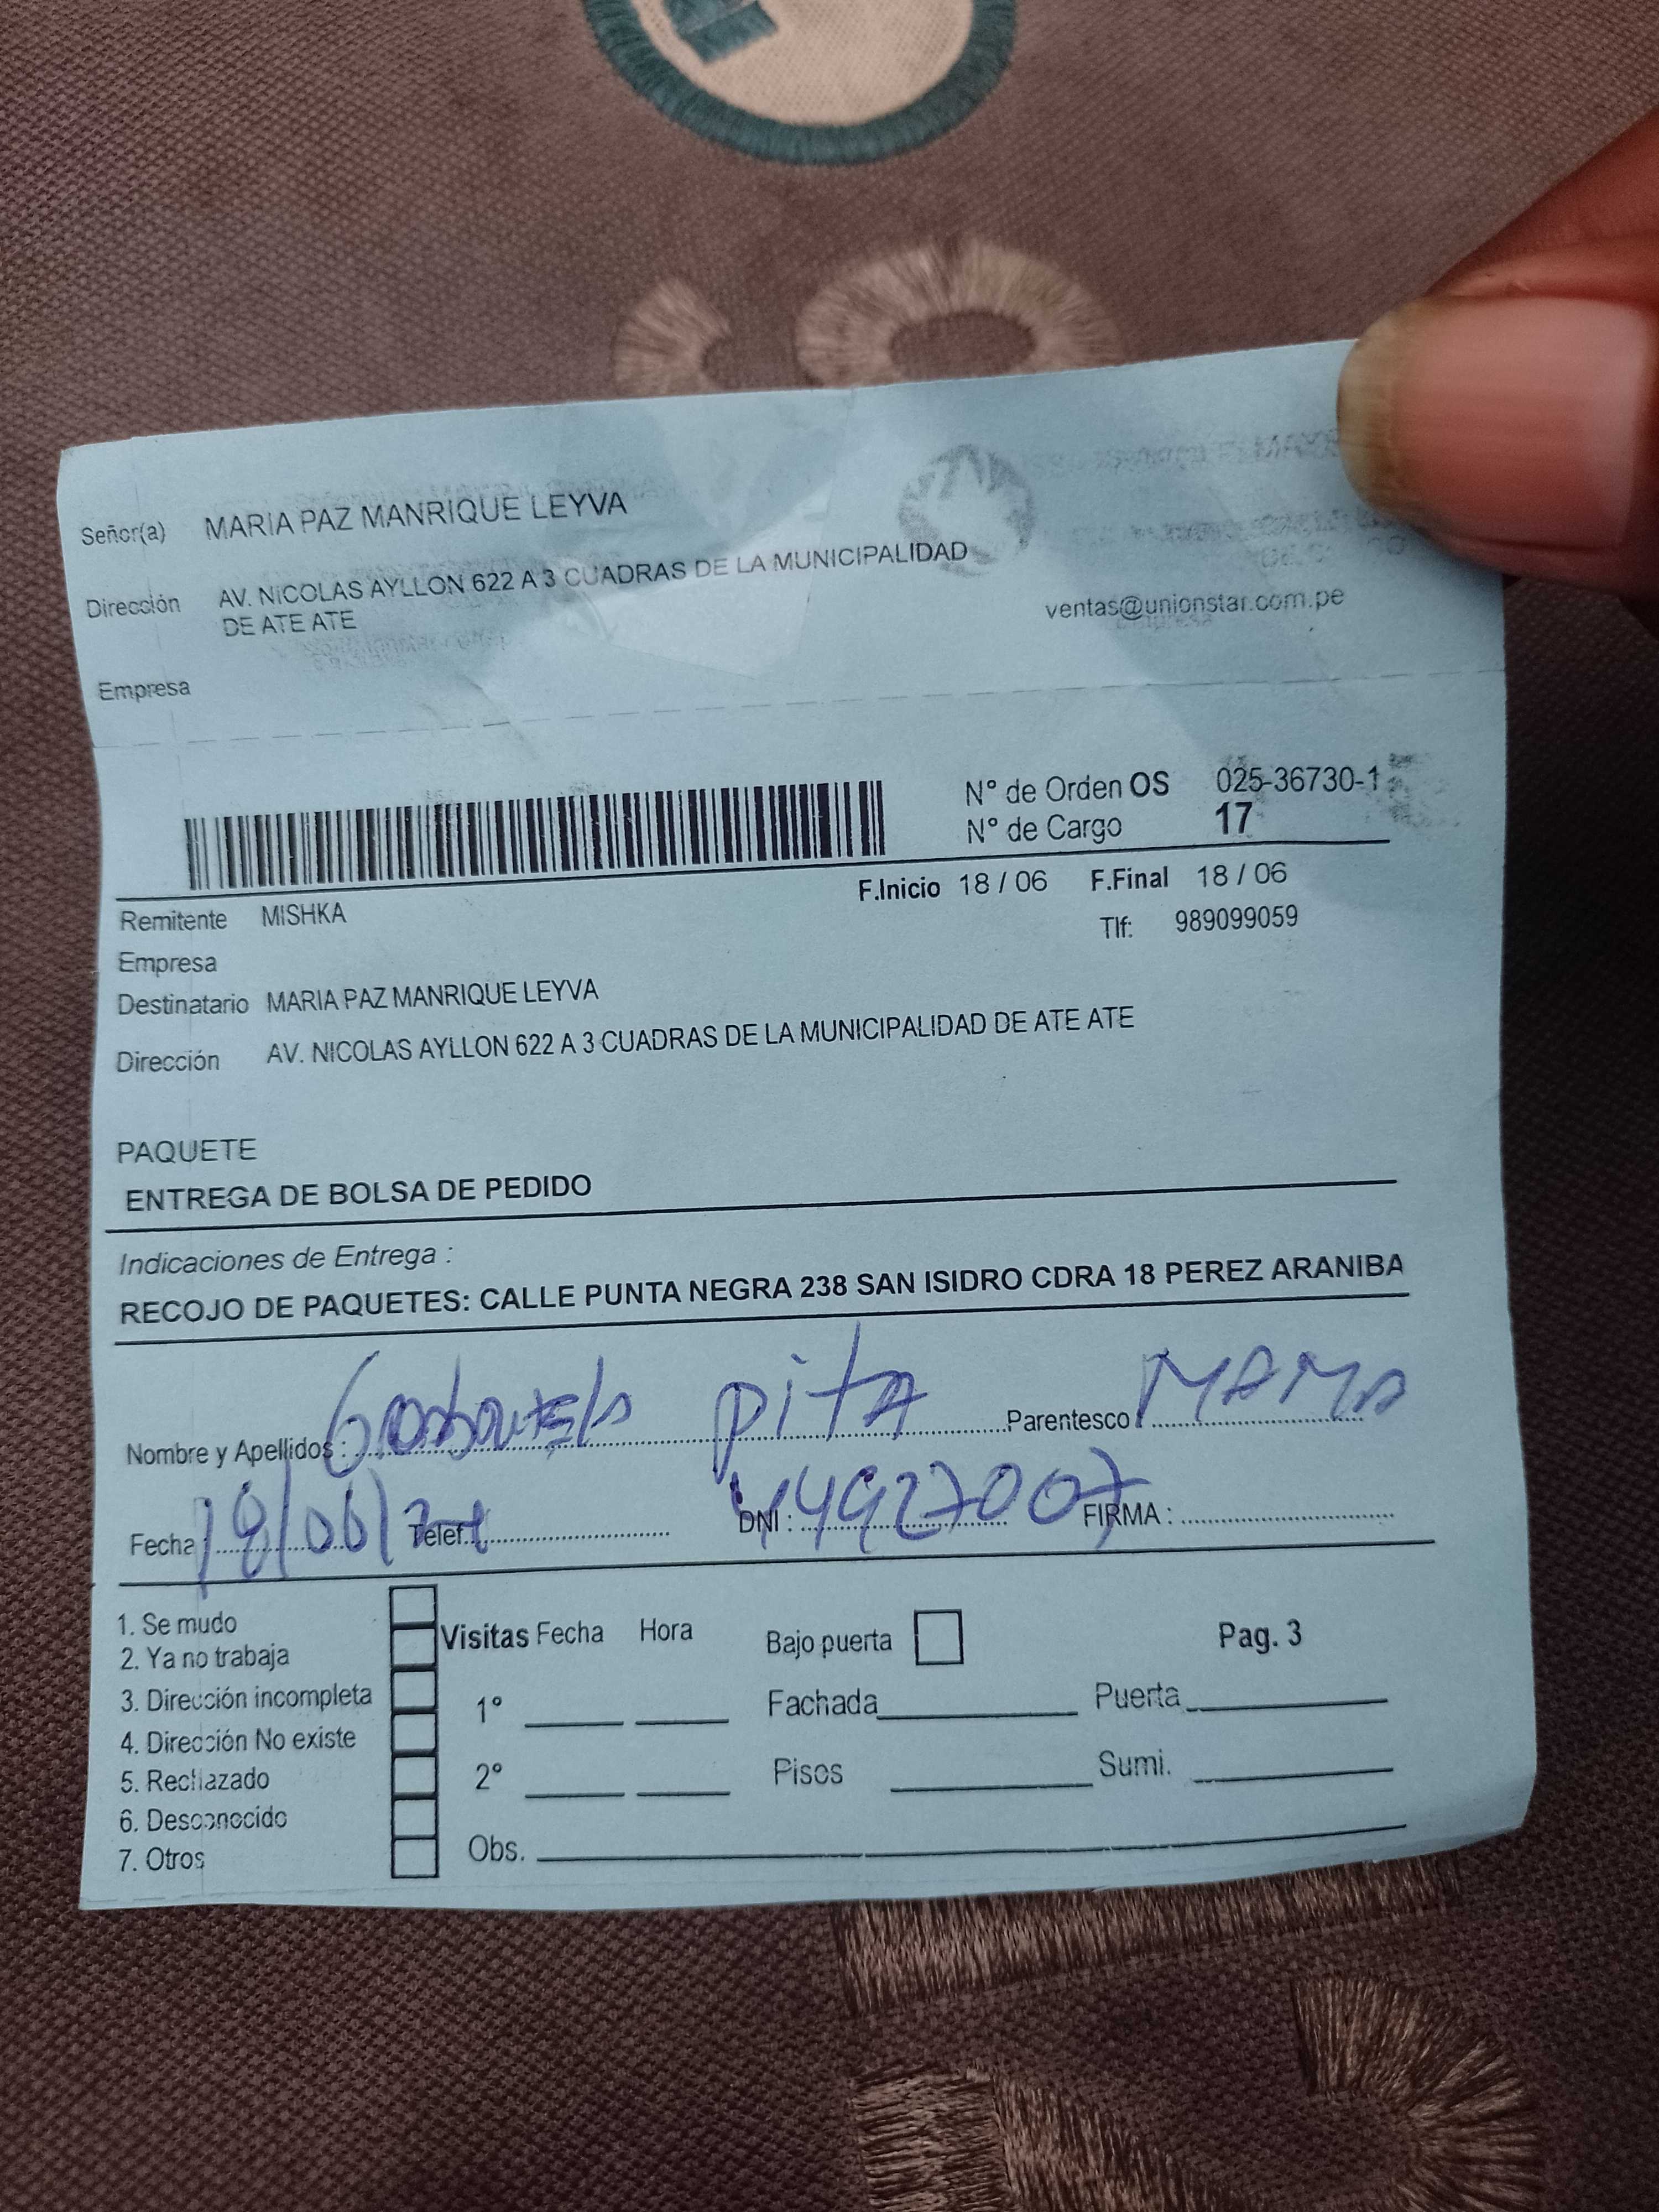 Señor(a) MARIA PAZ MANRIQUE LEYVA
Dirección AV. NICOLAS AYLLON 622 A 3 CUADRAS DE LA MUNICIPALIDAD
DE ATE ATE
ventas@unionstar.com.pe
Empresa
N° de Orden OS 025-36730-1
N° de Cargo 17
F.Inicio 18 / 06 F.Final 18 / 06
Remitente MISHKA
Tlf: 989099059
Empresa
Destinatario MARIA PAZ MANRIQUE LEYVA
Dirección AV. NICOLAS AYLLON 622 A 3 CUADRAS DE LA MUNICIPALIDAD DE ATE ATE
PAQUETE
ENTREGA DE BOLSA DE PEDIDO
Indicaciones de Entrega :
RECOJO DE PAQUETES: CALLE PUNTA NEGRA 238 SAN ISIDRO CDRA 18 PEREZ ARANIBA
Nombre y Apellidos : pitA Parentesco : MAMA
Fecha Telef. DNI : 44927007 FIRMA :
1. Se mudo
2. Ya no trabaja
3. Dirección incompleta
4. Dirección No existe
5. Rechazado
6. Desconocido
7. Otros
Visitas Fecha Hora Bajo puerta Pag. 3
1° Fachada Puerta
2° Pisos Sumi.
Obs.